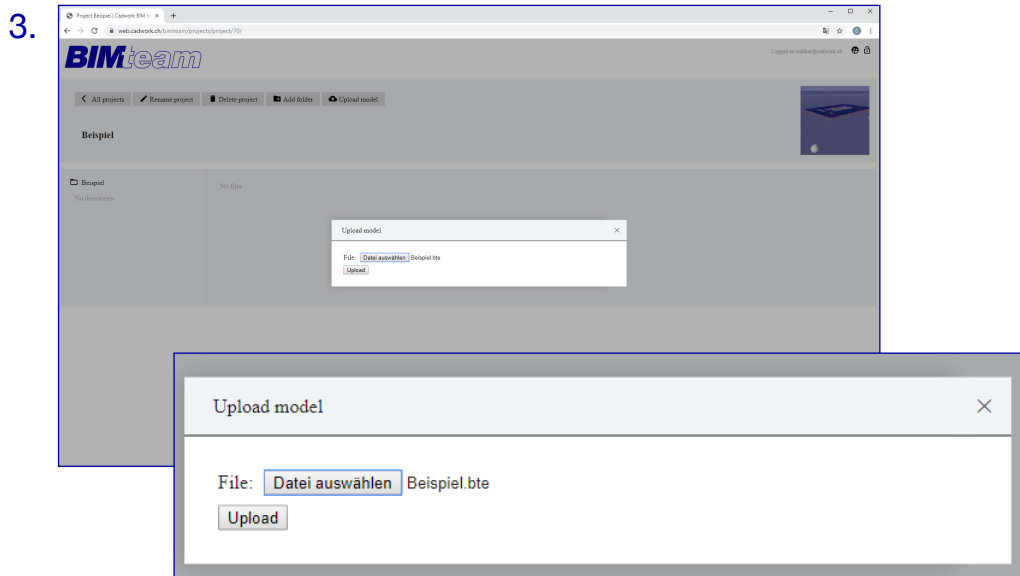 3.
Project Beispiel | Cadwork BIM te
web.cadwork.ch/bimteam/projects/project/70/
BIMteam
All projects Rename project Delete project Add folder Upload model
Beispiel
Beispiel
No directories
No files
Upload model
File: Datei auswählen Beispiel.bte
Upload
Upload model
File: Datei auswählen Beispiel.bte
Upload